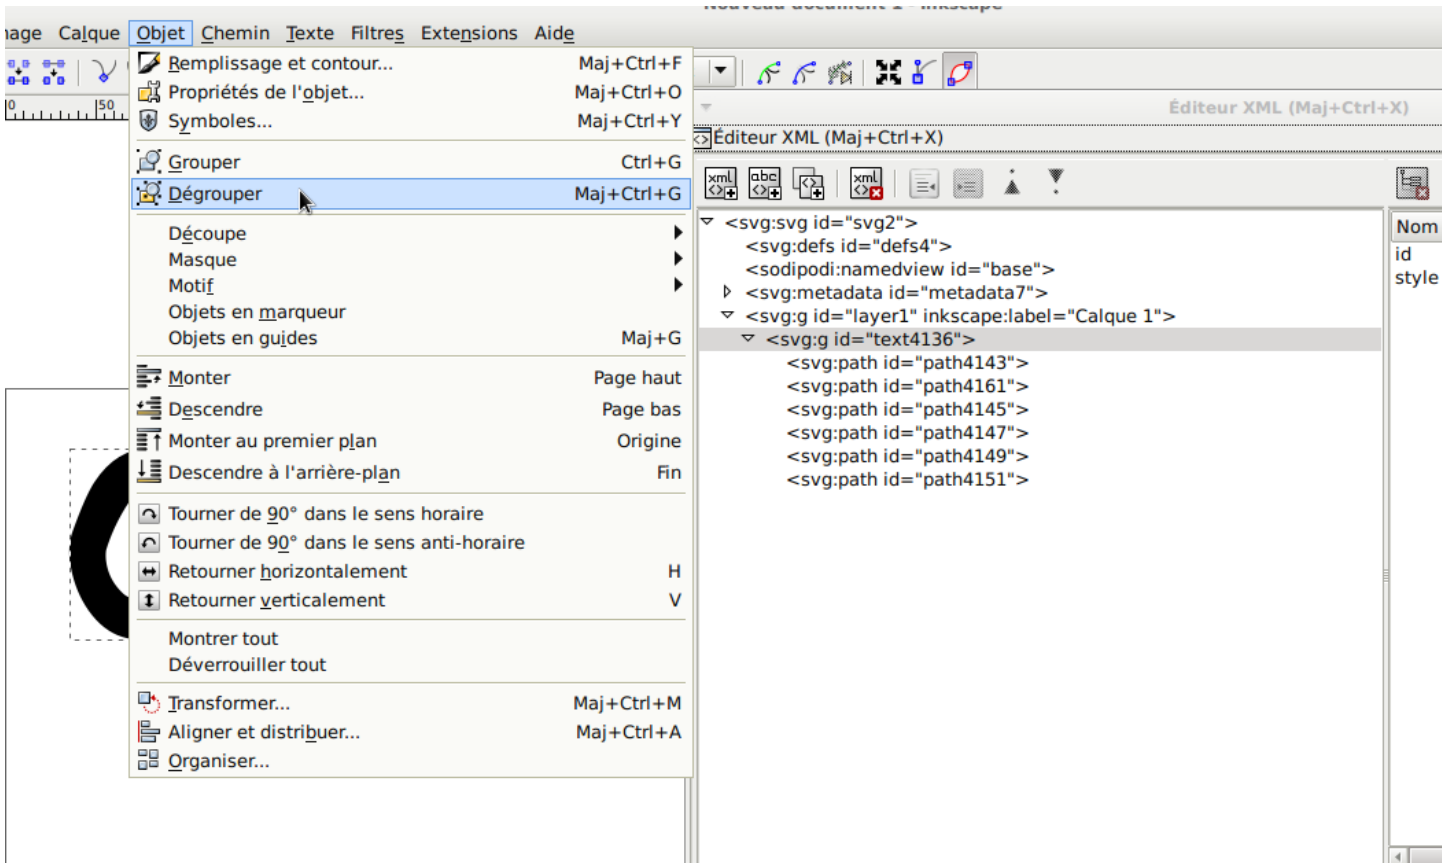 Nouveau document 1 - Inkscape
nage Calque Objet Chemin Texte Filtres Extensions Aide
0 50
Remplissage et contour... Maj+Ctrl+F
Propriétés de l'objet... Maj+Ctrl+O
Symboles... Maj+Ctrl+Y
Grouper Ctrl+G
Dégrouper Maj+Ctrl+G
Découpe
Masque
Motif
Objets en marqueur
Objets en guides Maj+G
Monter Page haut
Descendre Page bas
Monter au premier plan Origine
Descendre à l'arrière-plan Fin
Tourner de 90° dans le sens horaire
Tourner de 90° dans le sens anti-horaire
Retourner horizontalement H
Retourner verticalement V
Montrer tout
Déverrouiller tout
Transformer... Maj+Ctrl+M
Aligner et distribuer... Maj+Ctrl+A
Organiser...
Éditeur XML (Maj+Ctrl+X)
Éditeur XML (Maj+Ctrl+X)
xml abc xml
<svg:svg id="svg2">
<svg:defs id="defs4">
<sodipodi:namedview id="base">
<svg:metadata id="metadata7">
<svg:g id="layer1" inkscape:label="Calque 1">
<svg:g id="text4136">
<svg:path id="path4143">
<svg:path id="path4161">
<svg:path id="path4145">
<svg:path id="path4147">
<svg:path id="path4149">
<svg:path id="path4151">
Nom
id
style